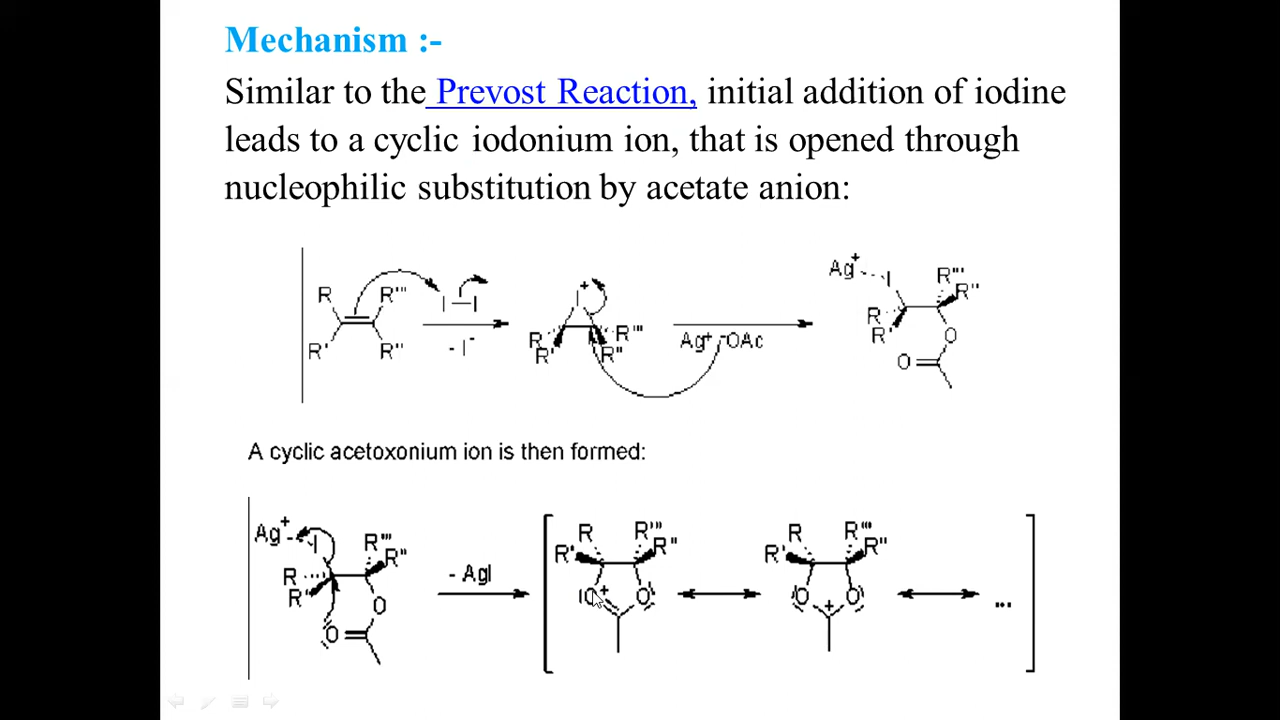 Mechanism :-
Similar to the Prevost Reaction, initial addition of iodine
leads to a cyclic iodonium ion, that is opened through
nucleophilic substitution by acetate anion:
R R''' I—I R' R'' - I⁻
I⁺ R R' R''' R'' Ag⁺ ⁻OAc
Ag⁺ I R''' R'' R R' O O
A cyclic acetoxonium ion is then formed:
Ag⁺ I R''' R'' R R' O O
- AgI
R R''' R' R'' O⁺ O
R R''' R' R'' O + O
...